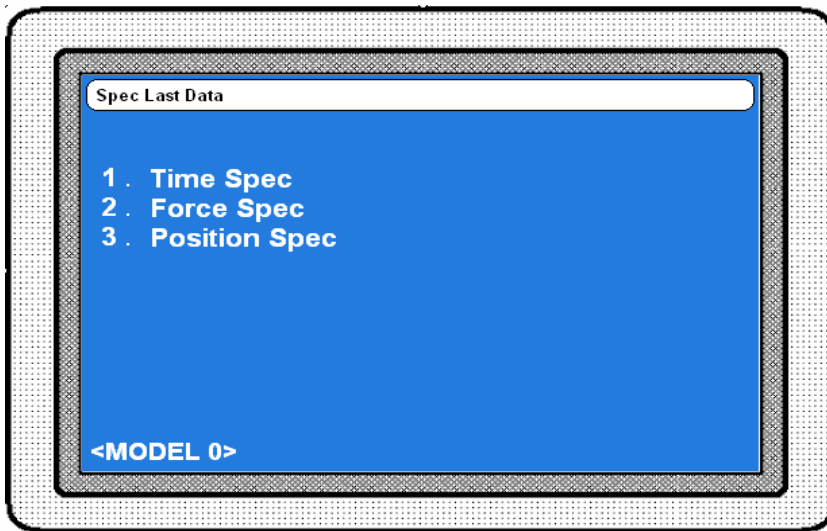 Spec Last Data
1. Time Spec
2. Force Spec
3. Position Spec
<MODEL 0>